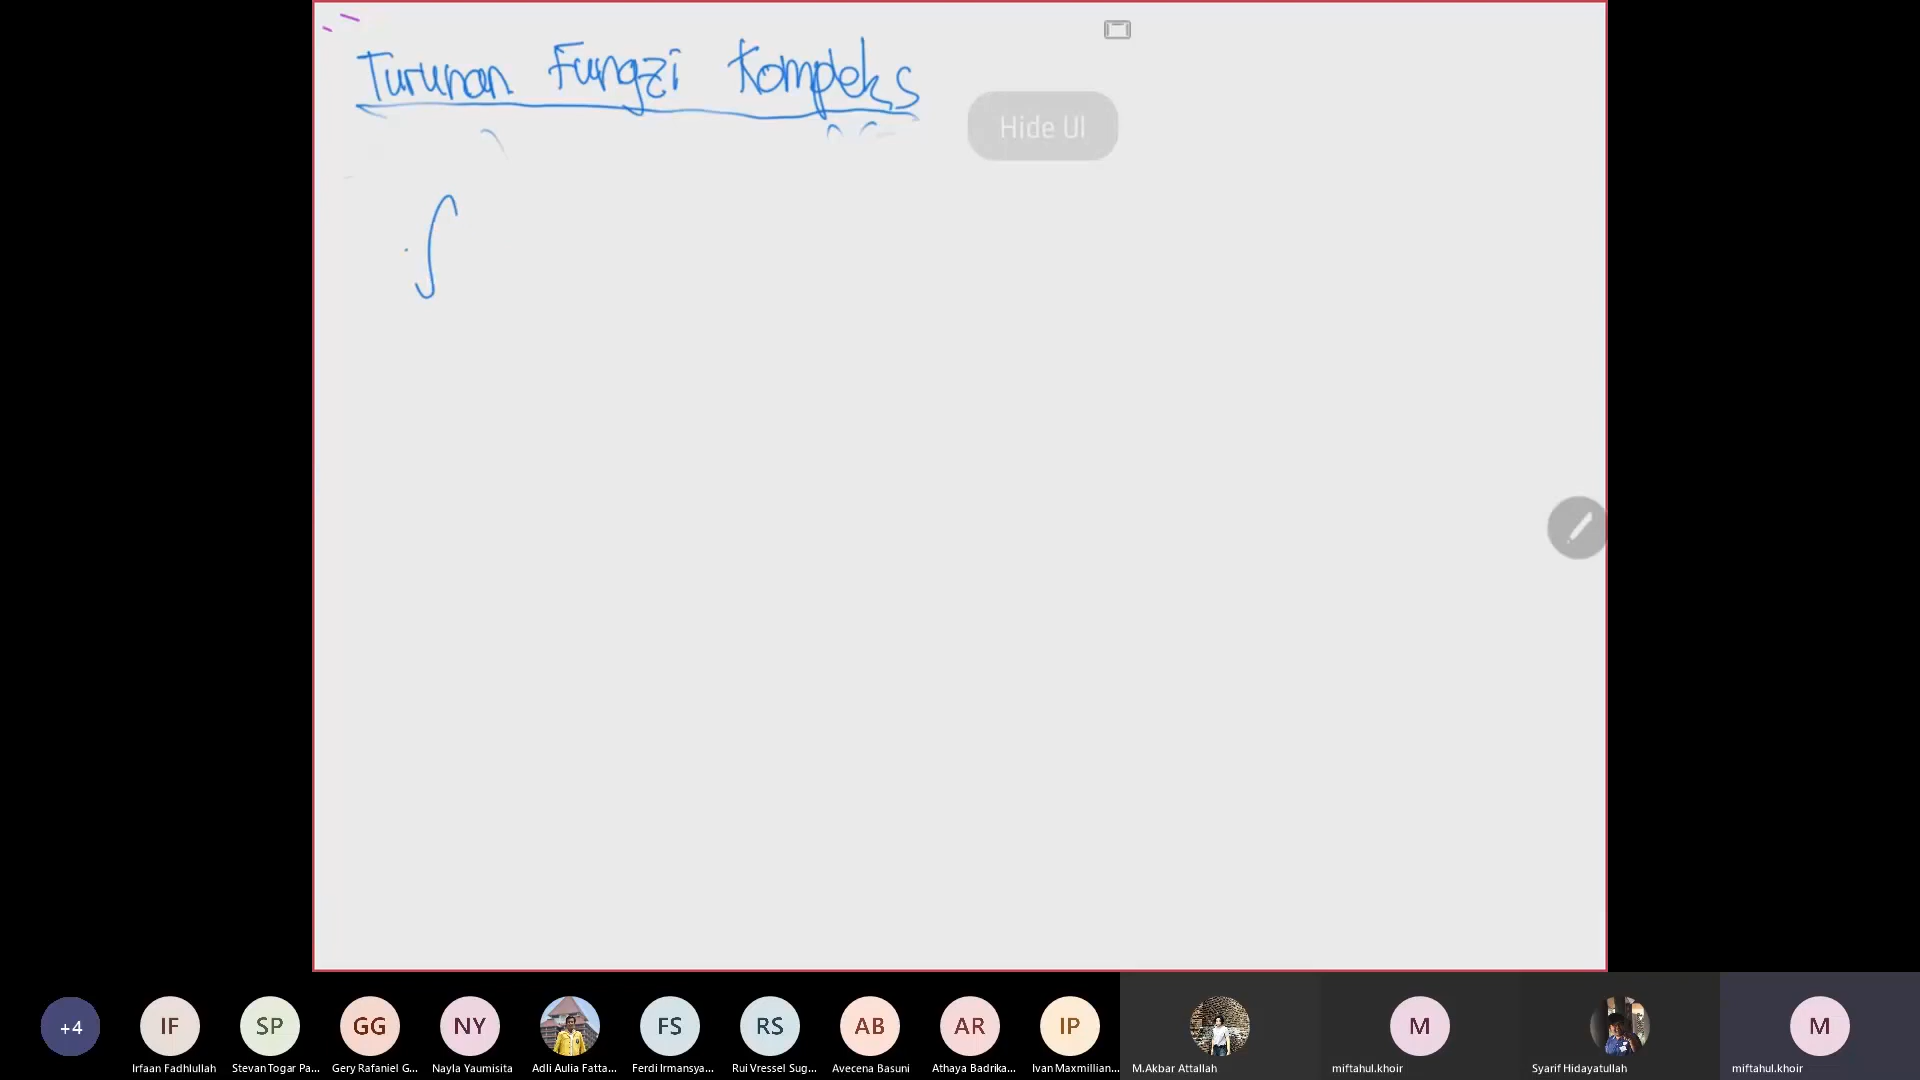 Turunan Fungzi Kompleks
Hide UI
∫
+4 IF SP GG NY FS RS AB AR IP M M
Irfaan Fadhlullah Stevan Togar Pa... Gery Rafaniel G... Nayla Yaumisita Adli Aulia Fatta... Ferdi Irmansya... Rui Vressel Sug... Avecena Basuni Athaya Badrika... Ivan Maxmillian... M.Akbar Attallah miftahul.khoir Syarif Hidayatullah miftahul.khoir